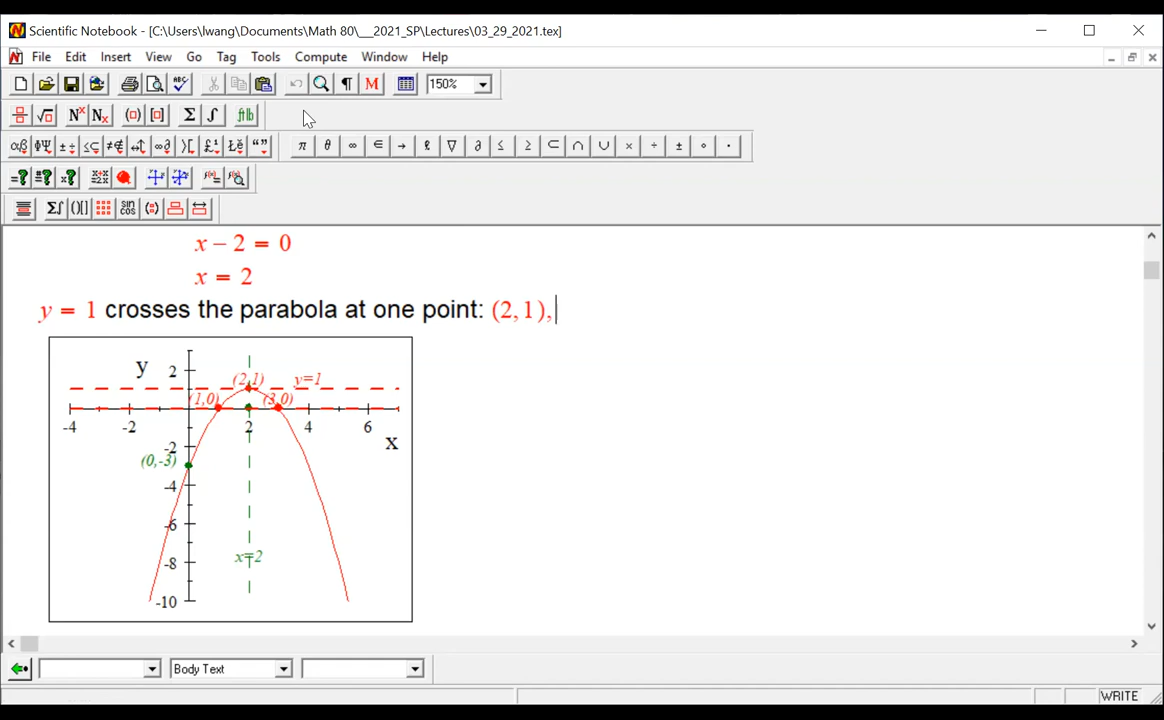 Scientific Notebook - [C:\Users\lwang\Documents\Math 80\__2021_SP\Lectures\03_29_2021.tex]
File Edit Insert View Go Tag Tools Compute Window Help
150%
x − 2 = 0
x = 2
y = 1 crosses the parabola at one point: (2, 1),
y 2 (2,1) y=1
(1,0) (3,0)
-4 -2 2 4 6
x
-2
(0,-3)
-4
-6
-8 x=2
-10
Body Text
WRITE